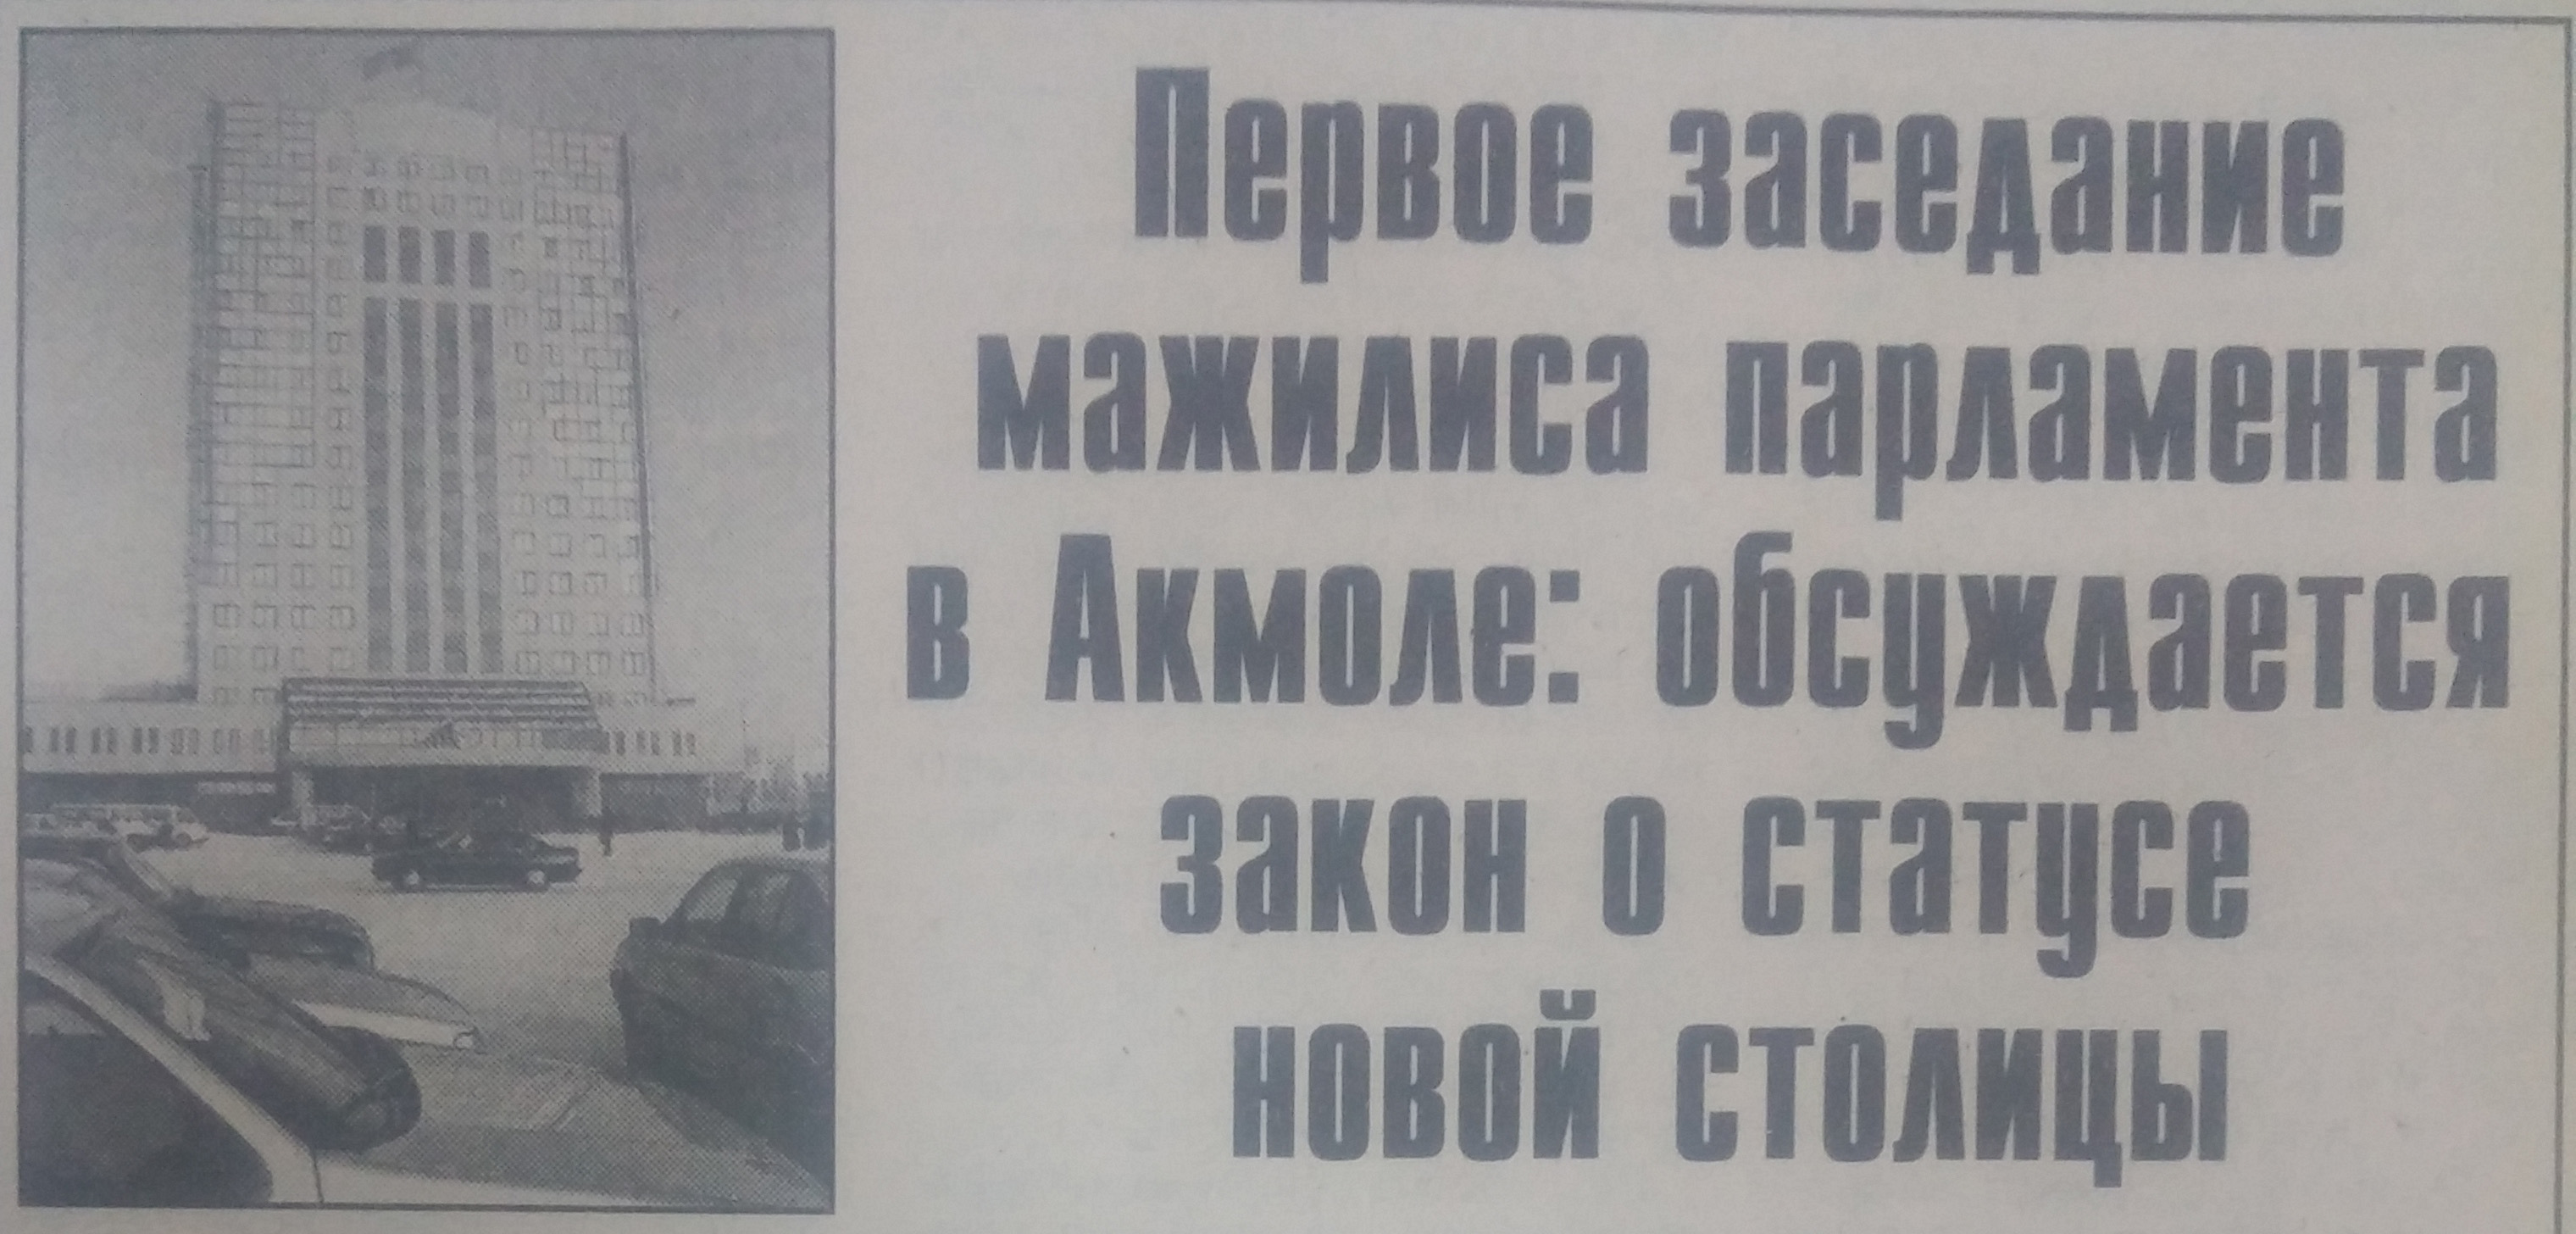 Первое заседание
мажилиса парламента
в Акмоле: обсуждается
закон о статусе
новой столицы